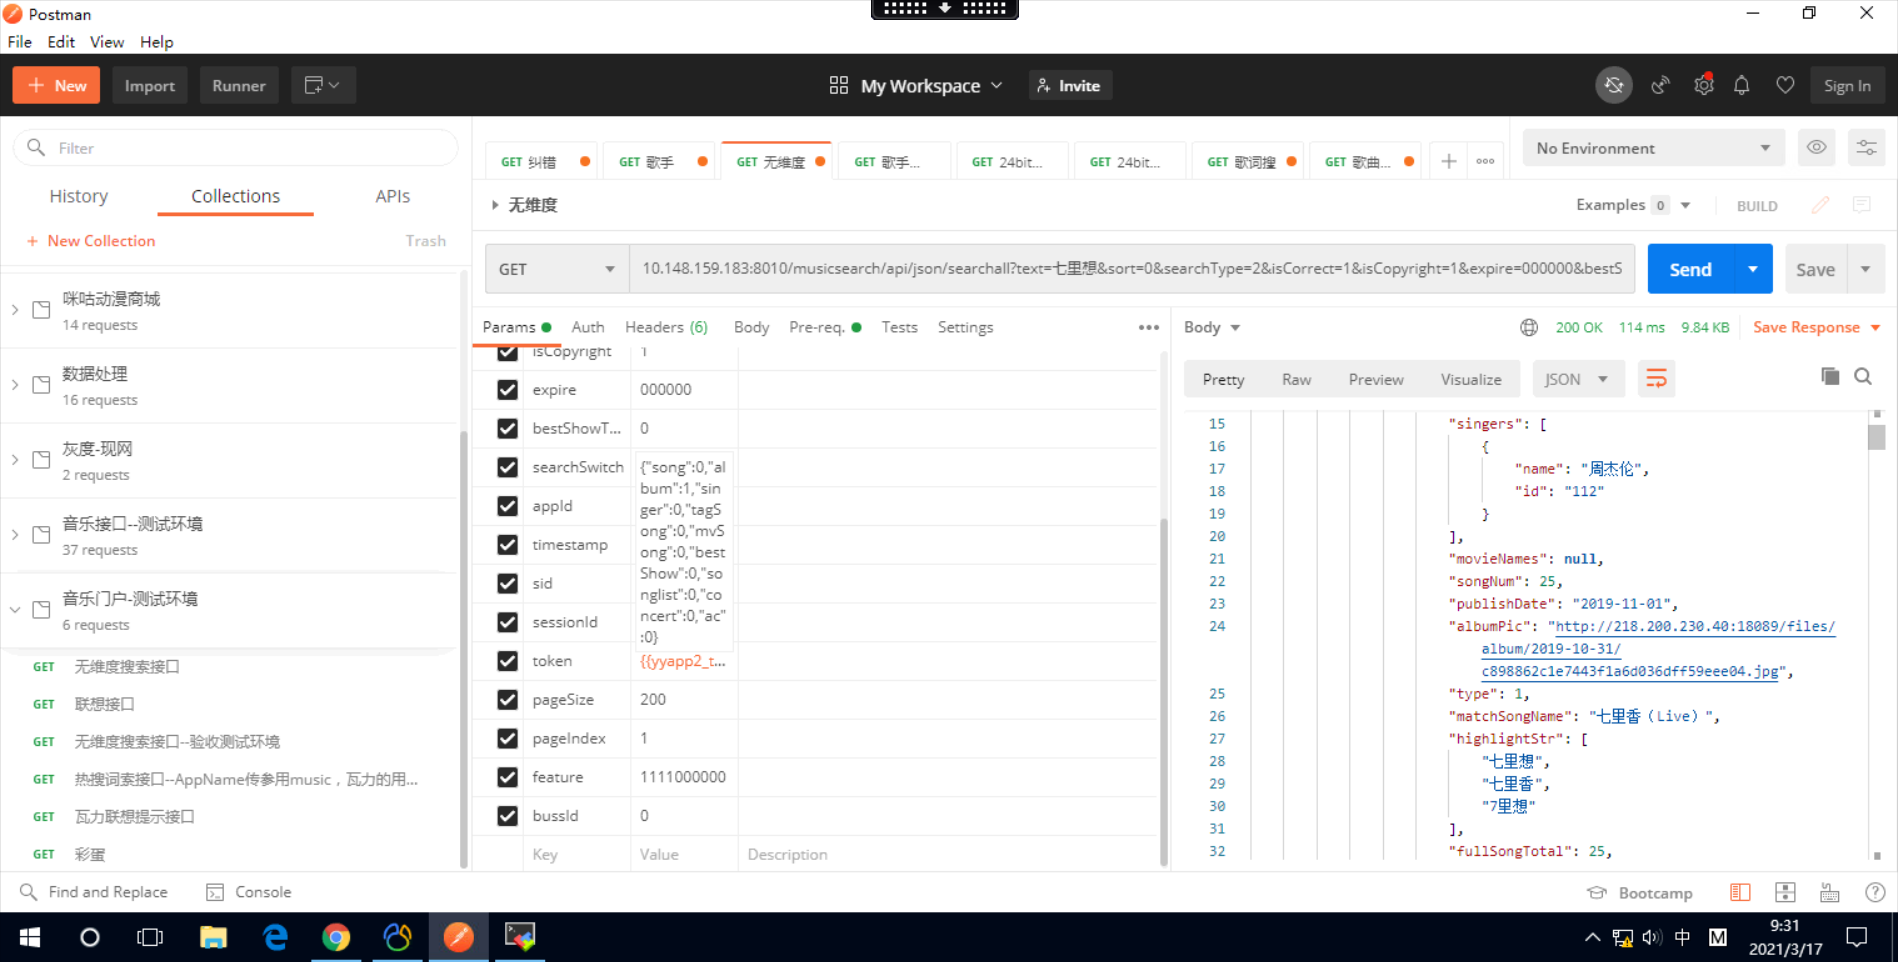 Postman
File Edit View Help
New Import Runner My Workspace Invite Sign In
Filter
History Collections APIs
+ New Collection Trash
咪咕动漫商城
14 requests
数据处理
16 requests
灰度-现网
2 requests
音乐接口--测试环境
37 requests
音乐门户-测试环境
6 requests
GET 无维度搜索接口
GET 联想接口
GET 无维度搜索接口--验收测试环境
GET 热搜词索接口--AppName传参用music，瓦力的用...
GET 瓦力联想提示接口
GET 彩蛋
GET 纠错 GET 歌手 GET 无维度 GET 歌手... GET 24bit... GET 24bit... GET 歌词搜 GET 歌曲...
No Environment
无维度
Examples 0 BUILD
GET 10.148.159.183:8010/musicsearch/api/json/searchall?text=七里想&sort=0&searchType=2&isCorrect=1&isCopyright=1&expire=000000&bestS
Send Save
Params Auth Headers (6) Body Pre-req. Tests Settings
isCopyright 1
expire 000000
bestShowT... 0
searchSwitch {"song":0,"al
bum":1,"sin
appId ger":0,"tagS
ong":0,"mvS
timestamp ong":0,"best
Show":0,"so
sid nglist":0,"co
sessionId ncert":0,"ac"
:0}
token {{yyapp2_t...
pageSize 200
pageIndex 1
feature 1111000000
bussId 0
Key Value Description
Body 200 OK 114 ms 9.84 KB Save Response
Pretty Raw Preview Visualize JSON
15 "singers": [
16 {
17 "name": "周杰伦",
18 "id": "112"
19 }
20 ],
21 "movieNames": null,
22 "songNum": 25,
23 "publishDate": "2019-11-01",
24 "albumPic": "http://218.200.230.40:18089/files/
album/2019-10-31/
c898862c1e7443f1a6d036dff59eee04.jpg",
25 "type": 1,
26 "matchSongName": "七里香（Live）",
27 "highlightStr": [
28 "七里想",
29 "七里香",
30 "7里想"
31 ],
32 "fullSongTotal": 25,
Find and Replace Console Bootcamp
中 M
9:31
2021/3/17